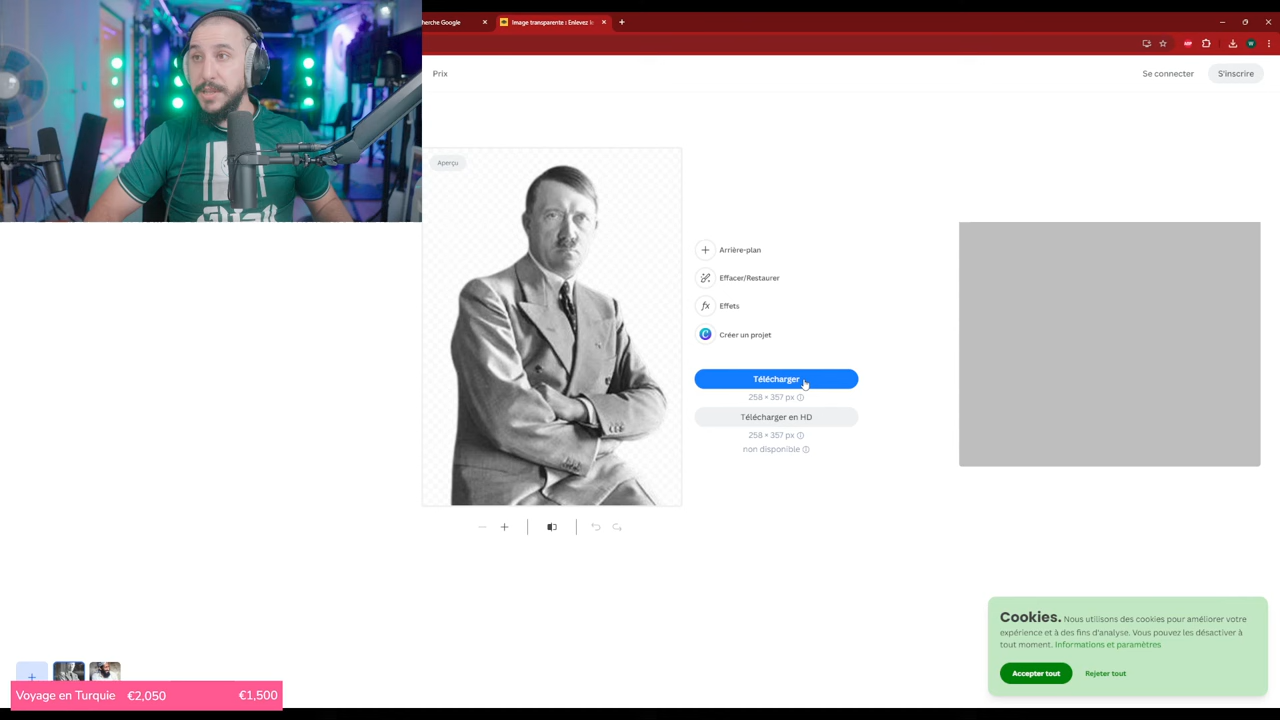 herche Google
Image transparente : Enlevez l
Prix
Se connecter
S'inscrire
Aperçu
Arrière-plan
Effacer/Restaurer
fx Effets
Créer un projet
Télécharger
258 × 357 px
Télécharger en HD
258 × 357 px
non disponible
Cookies. Nous utilisons des cookies pour améliorer votre
expérience et à des fins d'analyse. Vous pouvez les désactiver à
tout moment. Informations et paramètres
Accepter tout
Rejeter tout
Voyage en Turquie €2,050 €1,500